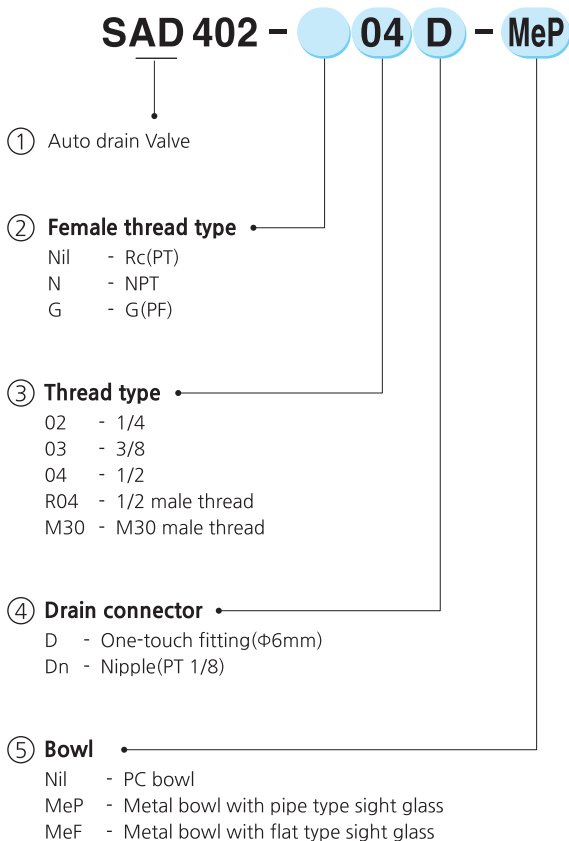 SAD 402 - 04 D - MeP
① Auto drain Valve
② Female thread type
Nil - Rc(PT)
N - NPT
G - G(PF)
③ Thread type
02 - 1/4
03 - 3/8
04 - 1/2
R04 - 1/2 male thread
M30 - M30 male thread
④ Drain connector
D - One-touch fitting(Φ6mm)
Dn - Nipple(PT 1/8)
⑤ Bowl
Nil - PC bowl
MeP - Metal bowl with pipe type sight glass
MeF - Metal bowl with flat type sight glass